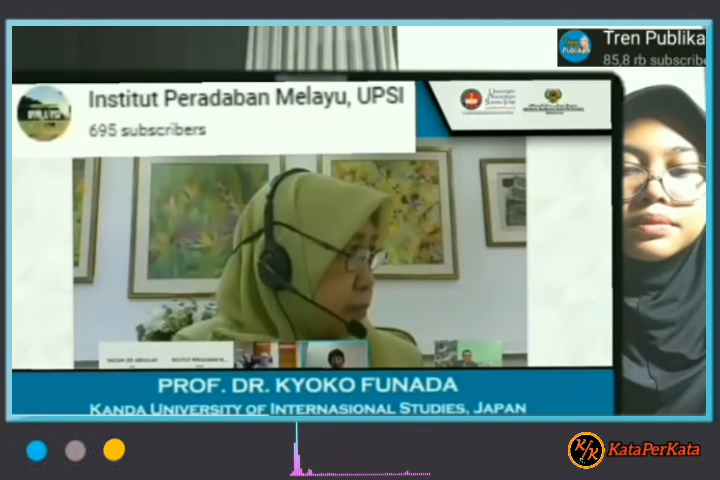 Tren Publika
85,8 rb subscribe
Institut Peradaban Melayu, UPSI
695 subscribers
PROF. DR. KYOKO FUNADA
KANDA UNIVERSITY OF INTERNASIONAL STUDIES, JAPAN
K/K KataPerKata